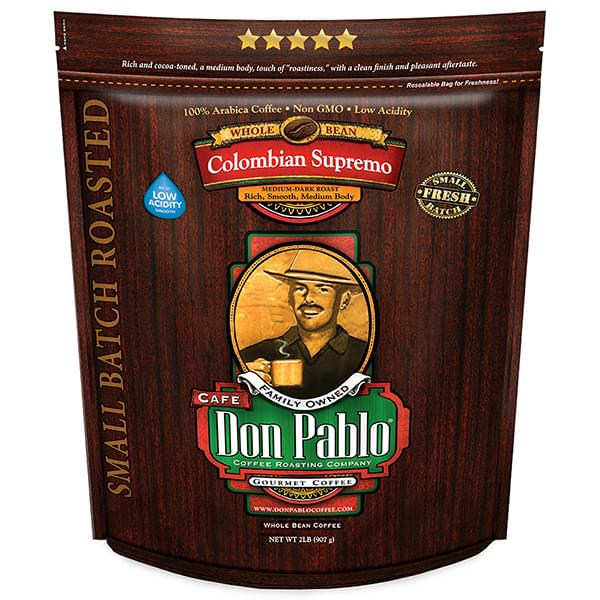 Rich and cocoa-toned, a medium body, touch of "roastiness," with a clean finish and pleasant aftertaste.
Resealable Bag for Freshness!
100% Arabica Coffee • Non GMO • Low Acidity
WHOLE BEAN
Colombian Supremo
MEDIUM-DARK ROAST
Rich, Smooth, Medium Body
LOW
ACIDITY
SMOOTH
SMALL
FRESH
BATCH
SMALL BATCH ROASTED
FAMILY OWNED
CAFE
Don Pablo®
COFFEE ROASTING COMPANY
GOURMET COFFEE
WWW.DONPABLOCOFFEE.COM
WHOLE BEAN COFFEE
NET WT 2LB (907 g)